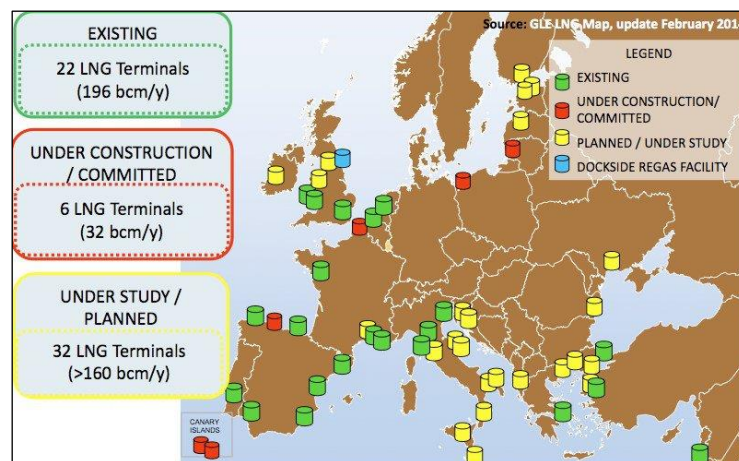 Source: GLE LNG Map, update February 2014
EXISTING
22 LNG Terminals
(196 bcm/y)
UNDER CONSTRUCTION
/ COMMITTED
6 LNG Terminals
(32 bcm/y)
UNDER STUDY /
PLANNED
32 LNG Terminals
(>160 bcm/y)
LEGEND
EXISTING
UNDER CONSTRUCTION/
COMMITTED
PLANNED / UNDER STUDY
DOCKSIDE REGAS FACILITY
CANARY
ISLANDS